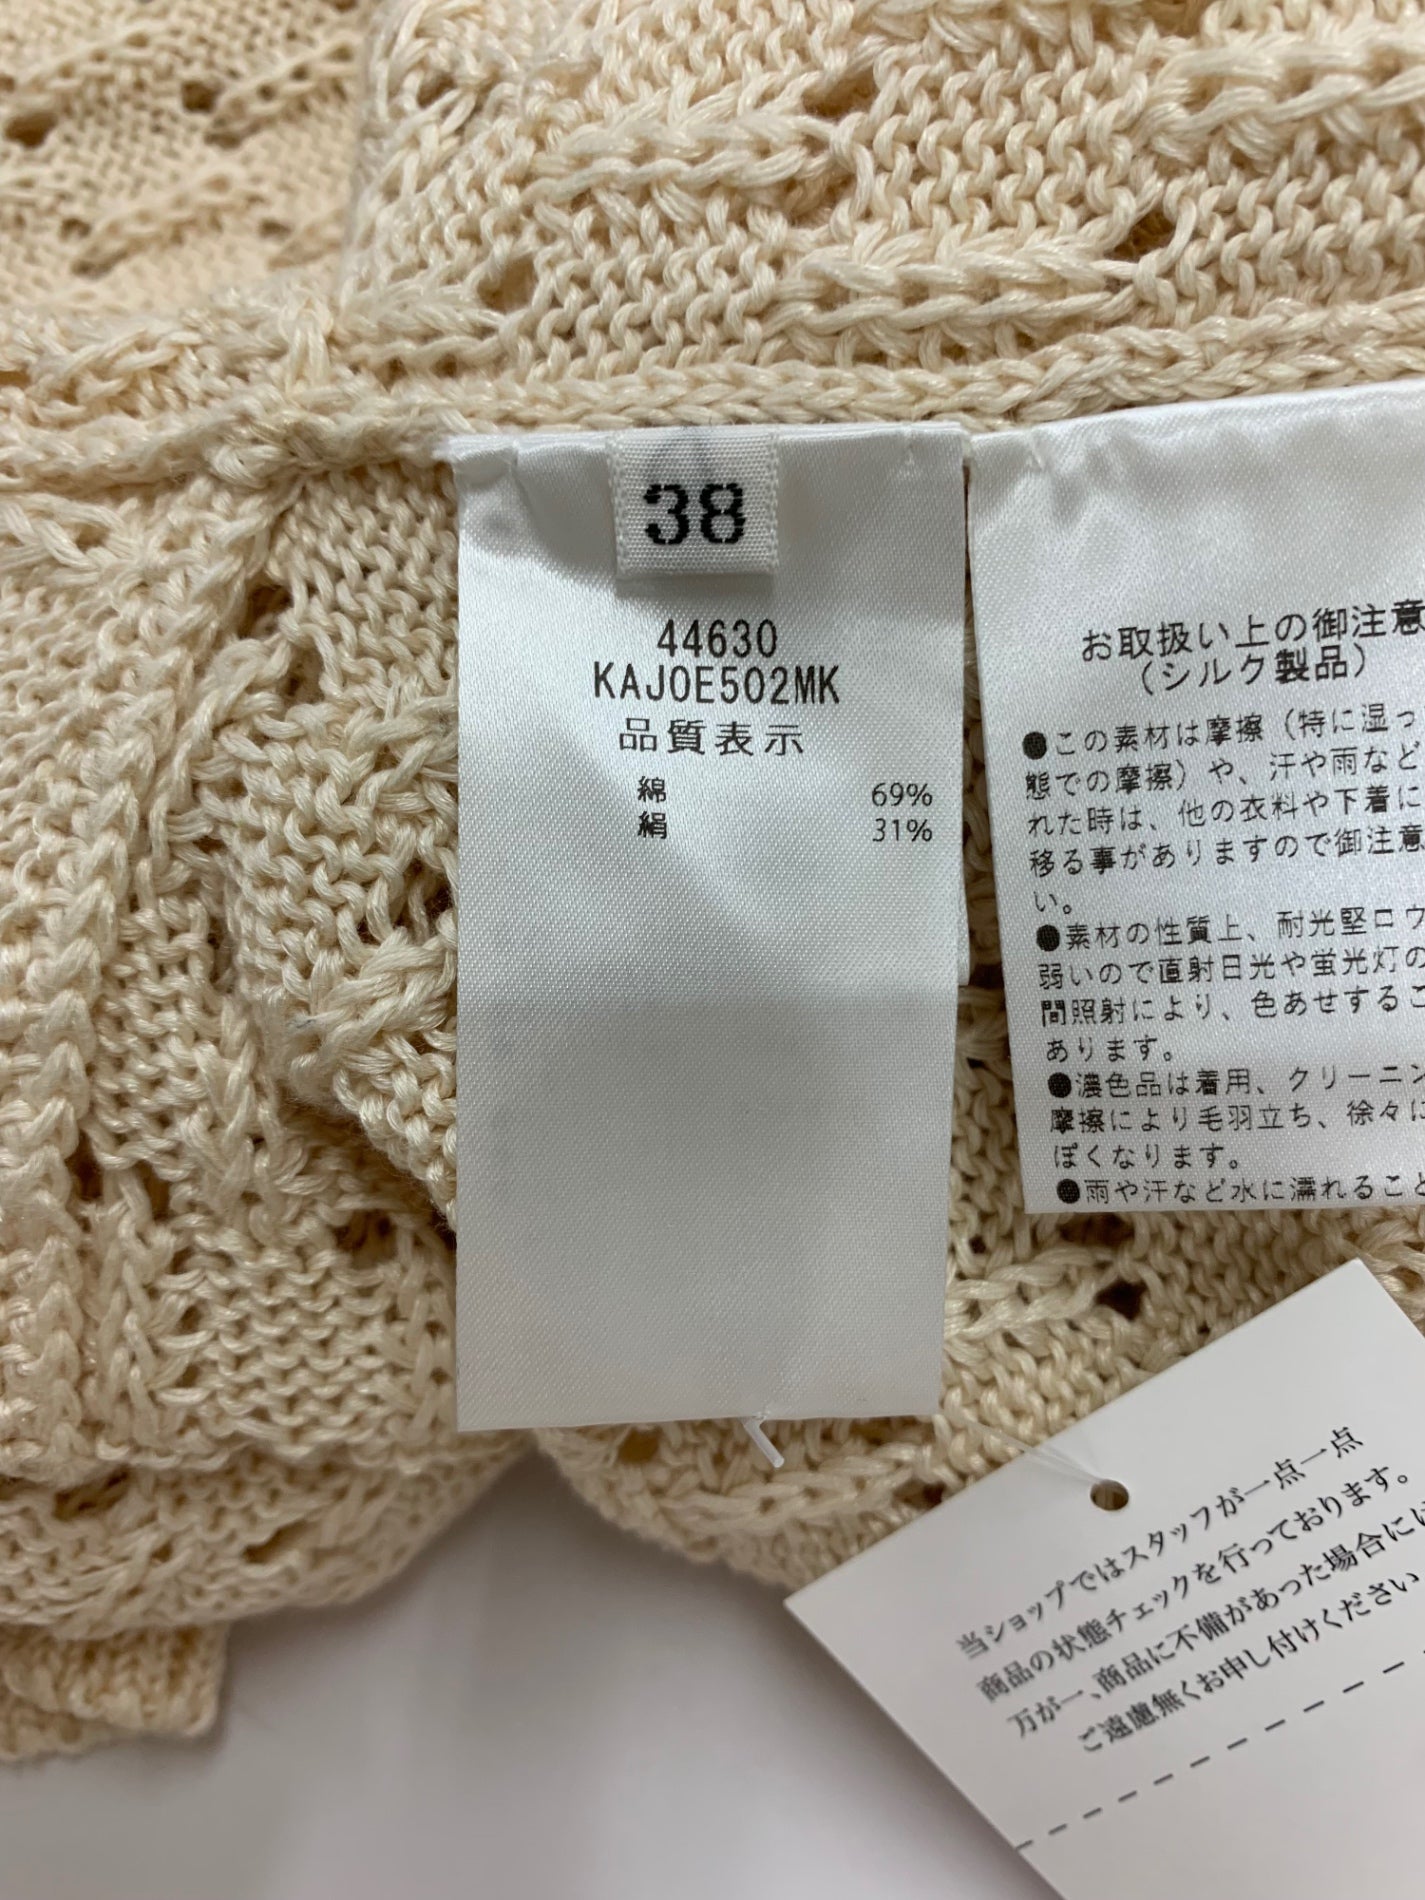 38
44630
KAJOE502MK
品質表示
綿 69%
絹 31%
お取扱い上の御注意
(シルク製品)
●この素材は摩擦(特に湿っ
態での摩擦)や、汗や雨など
れた時は、他の衣料や下着に
移る事がありますので御注意
い。
●素材の性質上、耐光堅ロウ
弱いので直射日光や蛍光灯の
間照射により、色あせするこ
あります。
●濃色品は着用、クリーニン
摩擦により毛羽立ち、徐々に
ぽくなります。
●雨や汗など水に濡れること
当ショップではスタッフが一点一点
商品の状態チェックを行っております。
万が一、商品に不備があった場合には
ご遠慮無くお申し付けください